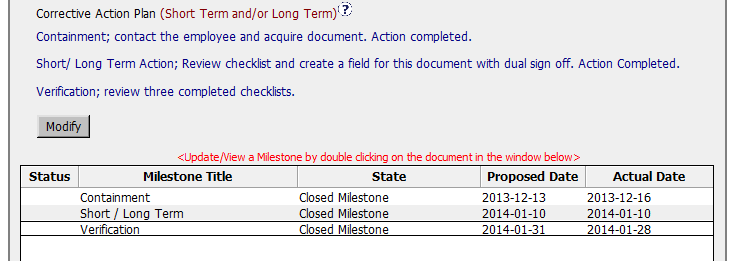 Corrective Action Plan (Short Term and/or Long Term) ?
Containment; contact the employee and acquire document. Action completed.
Short/ Long Term Action; Review checklist and create a field for this document with dual sign off. Action Completed.
Verification; review three completed checklists.
Modify
<Update/View a Milestone by double clicking on the document in the window below>
Status Milestone Title State Proposed Date Actual Date
Containment Closed Milestone 2013-12-13 2013-12-16
Short / Long Term Closed Milestone 2014-01-10 2014-01-10
Verification Closed Milestone 2014-01-31 2014-01-28